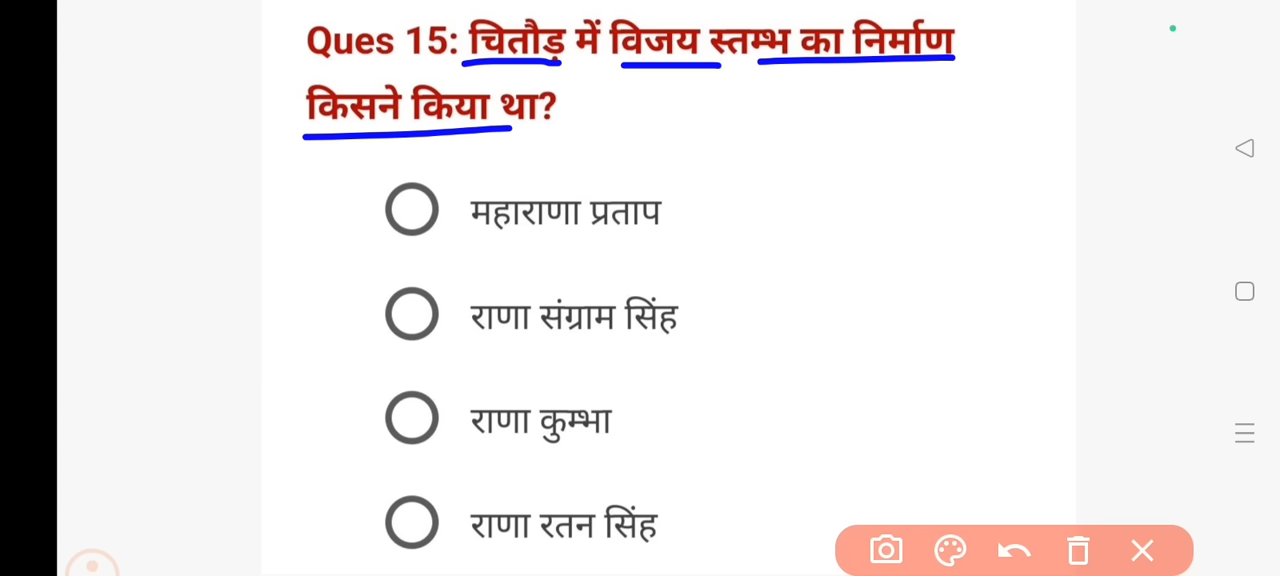 Ques 15: चितौड़ में विजय स्तम्भ का निर्माण
किसने किया था?
महाराणा प्रताप
राणा संग्राम सिंह
राणा कुम्भा
राणा रतन सिंह